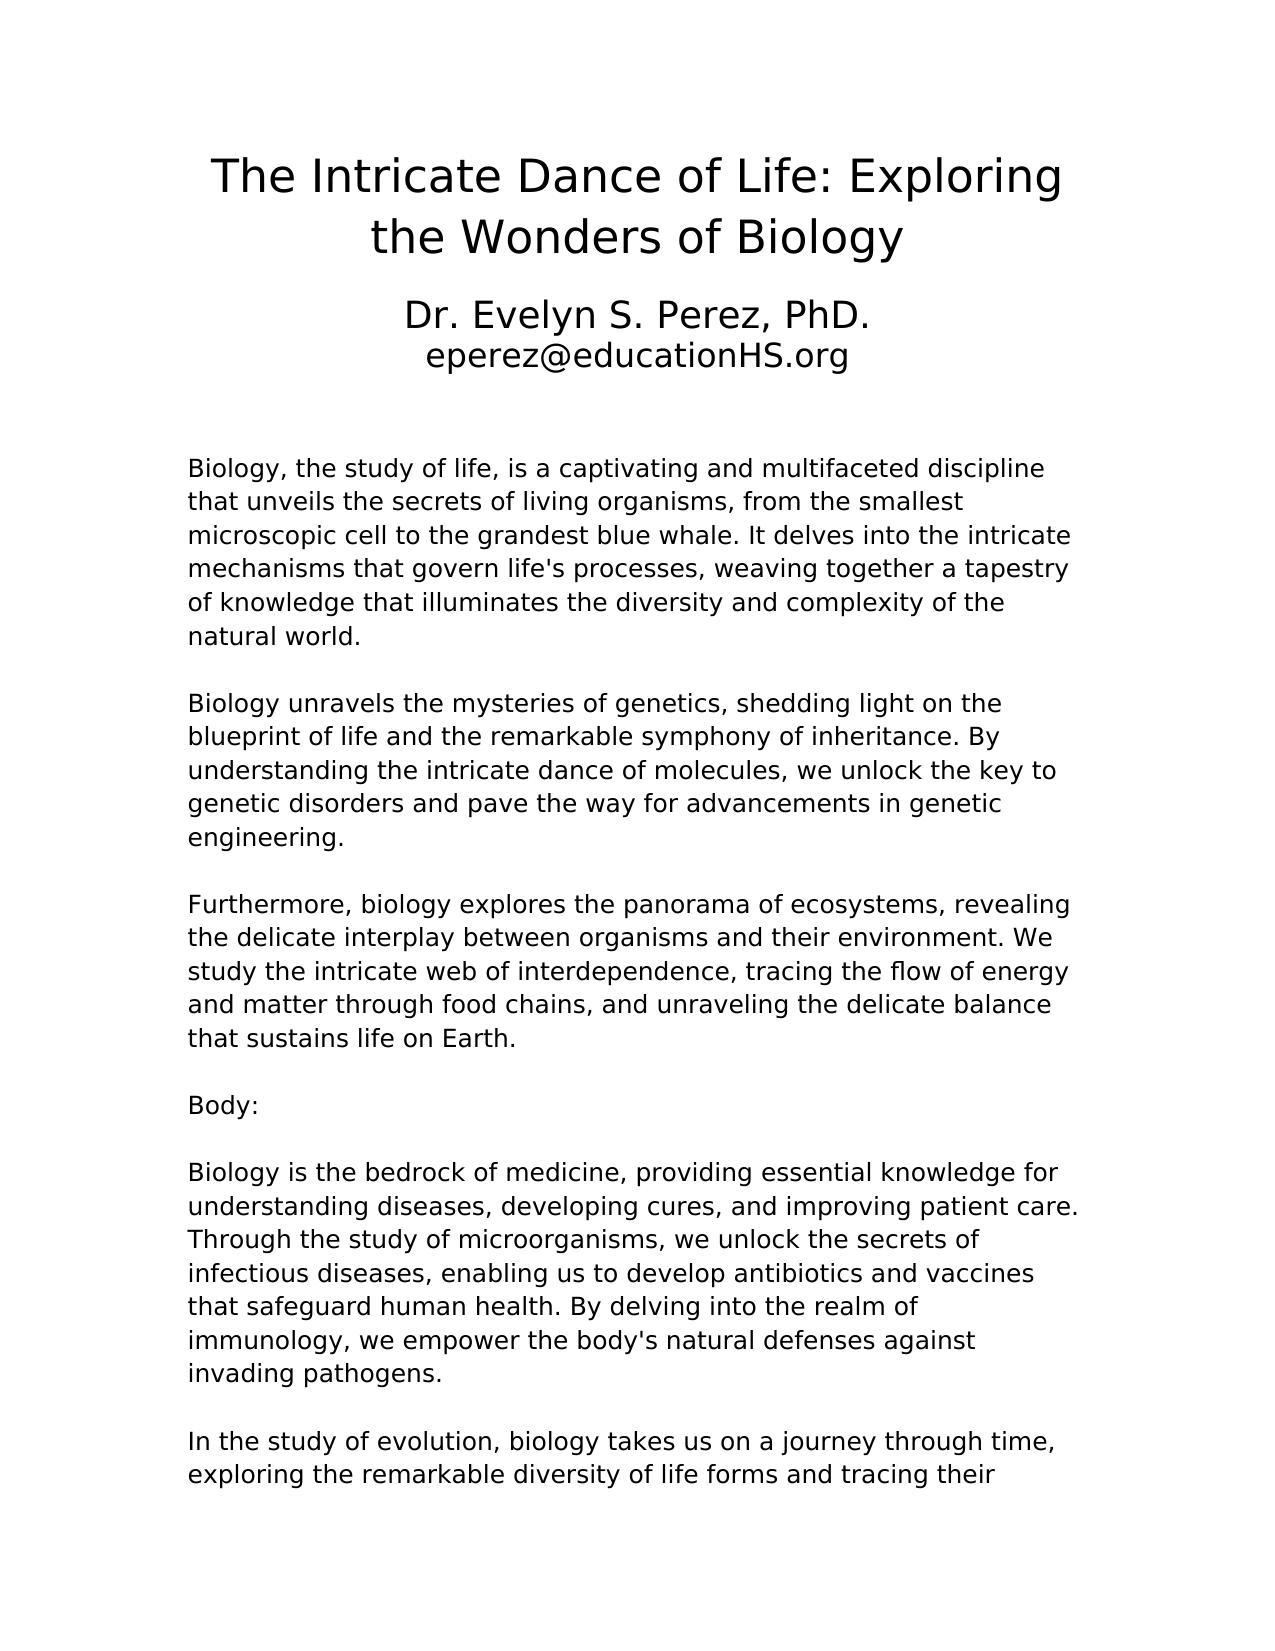 The Intricate Dance of Life: Exploring
the Wonders of Biology
Dr. Evelyn S. Perez, PhD.
eperez@educationHS.org
Biology, the study of life, is a captivating and multifaceted discipline
that unveils the secrets of living organisms, from the smallest
microscopic cell to the grandest blue whale. It delves into the intricate
mechanisms that govern life's processes, weaving together a tapestry
of knowledge that illuminates the diversity and complexity of the
natural world.
Biology unravels the mysteries of genetics, shedding light on the
blueprint of life and the remarkable symphony of inheritance. By
understanding the intricate dance of molecules, we unlock the key to
genetic disorders and pave the way for advancements in genetic
engineering.
Furthermore, biology explores the panorama of ecosystems, revealing
the delicate interplay between organisms and their environment. We
study the intricate web of interdependence, tracing the flow of energy
and matter through food chains, and unraveling the delicate balance
that sustains life on Earth.
Body:
Biology is the bedrock of medicine, providing essential knowledge for
understanding diseases, developing cures, and improving patient care.
Through the study of microorganisms, we unlock the secrets of
infectious diseases, enabling us to develop antibiotics and vaccines
that safeguard human health. By delving into the realm of
immunology, we empower the body's natural defenses against
invading pathogens.
In the study of evolution, biology takes us on a journey through time,
exploring the remarkable diversity of life forms and tracing their